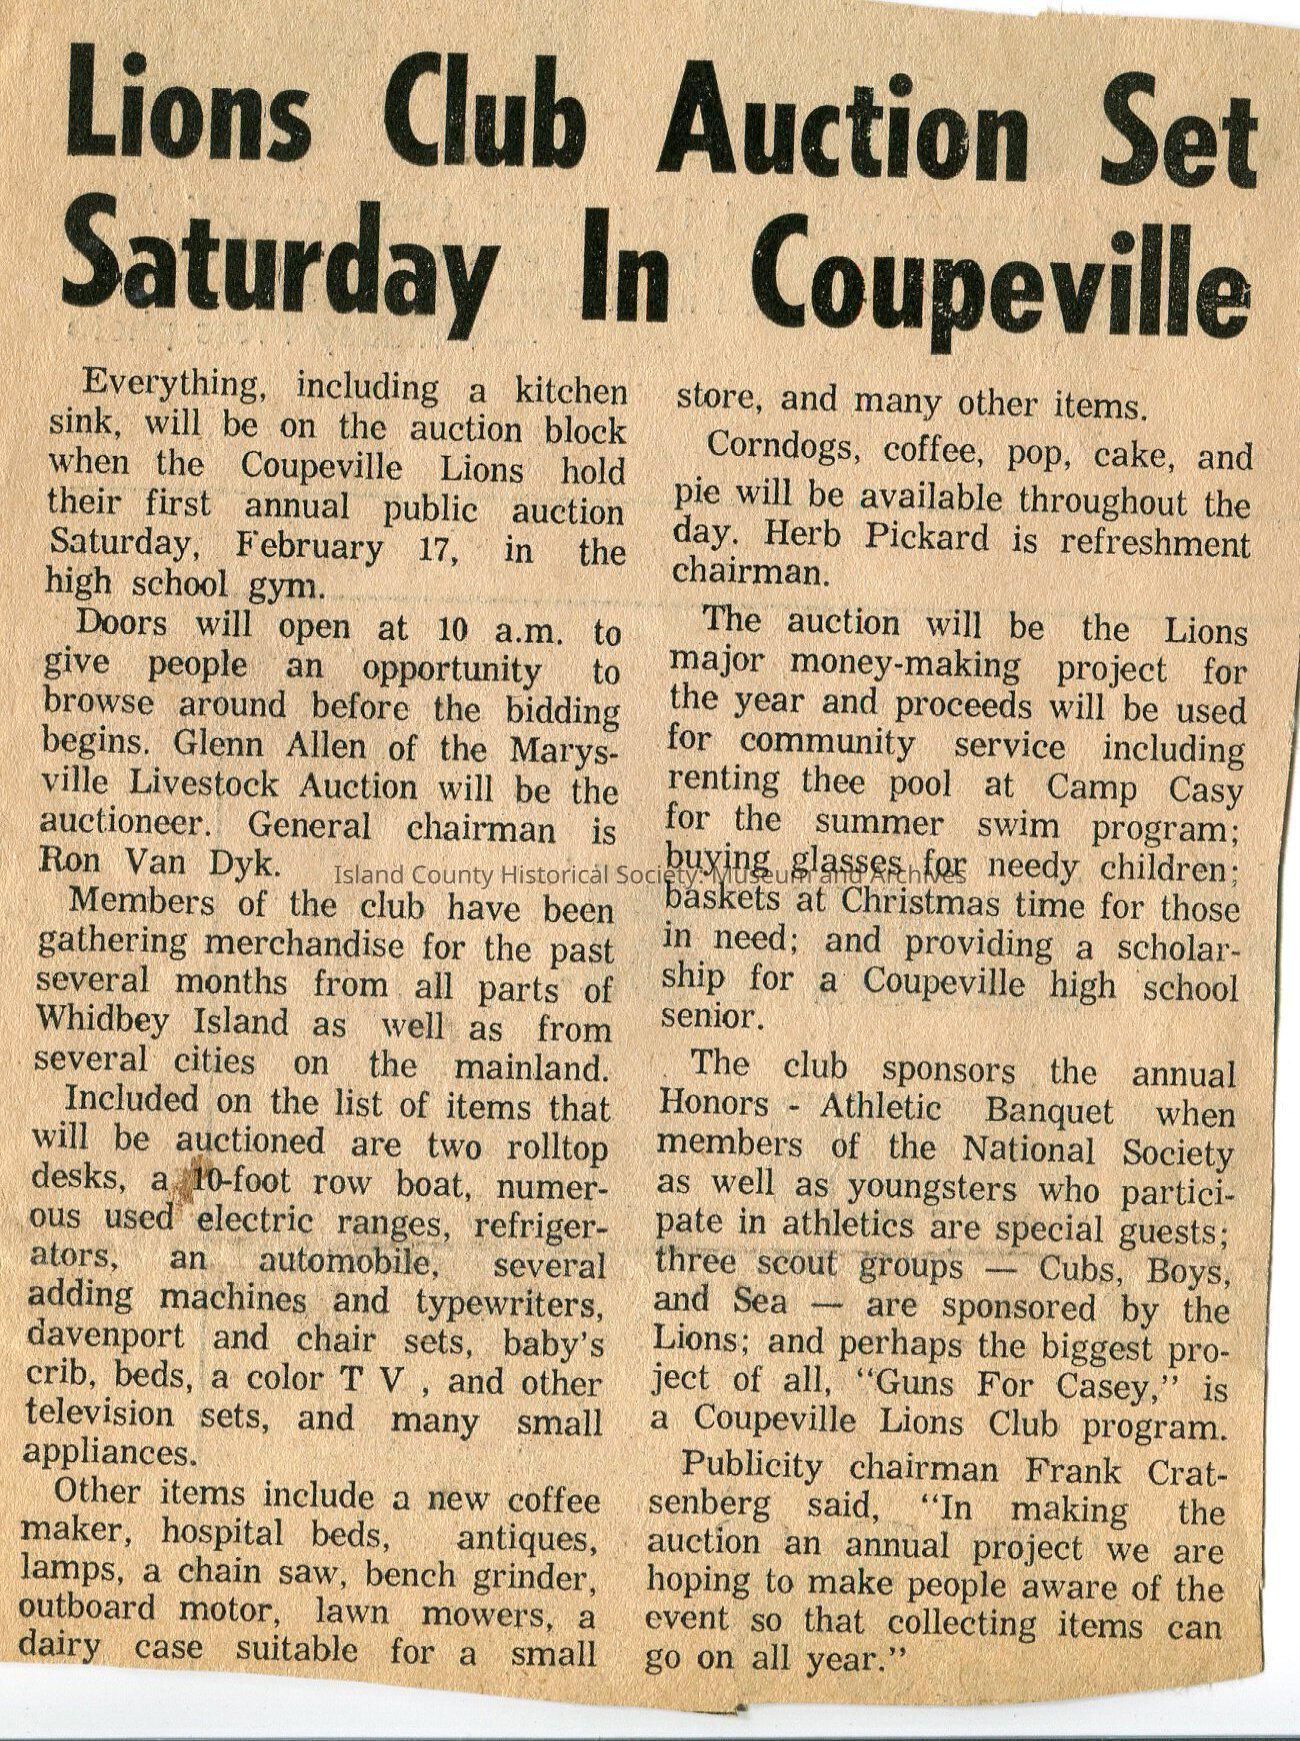 Lions Club Auction Set
Saturday In Coupeville
Everything, including a kitchen
sink, will be on the auction block
when the Coupeville Lions hold
their first annual public auction
Saturday, February 17, in the
high school gym.
Doors will open at 10 a.m. to
give people an opportunity to
browse around before the bidding
begins. Glenn Allen of the Marys-
ville Livestock Auction will be the
auctioneer. General chairman is
Ron Van Dyk.
Members of the club have been
gathering merchandise for the past
several months from all parts of
Whidbey Island as well as from
several cities on the mainland.
Included on the list of items that
will be auctioned are two rolltop
desks, a 10-foot row boat, numer-
ous used electric ranges, refriger-
ators, an automobile, several
adding machines and typewriters,
davenport and chair sets, baby's
crib, beds, a color T V , and other
television sets, and many small
appliances.
Other items include a new coffee
maker, hospital beds, antiques,
lamps, a chain saw, bench grinder,
outboard motor, lawn mowers, a
dairy case suitable for a small
store, and many other items.
Corndogs, coffee, pop, cake, and
pie will be available throughout the
day. Herb Pickard is refreshment
chairman.
The auction will be the Lions
major money-making project for
the year and proceeds will be used
for community service including
renting thee pool at Camp Casy
for the summer swim program;
buying glasses for needy children;
baskets at Christmas time for those
in need; and providing a scholar-
ship for a Coupeville high school
senior.
The club sponsors the annual
Honors - Athletic Banquet when
members of the National Society
as well as youngsters who partici-
pate in athletics are special guests;
three scout groups — Cubs, Boys,
and Sea — are sponsored by the
Lions; and perhaps the biggest pro-
ject of all, "Guns For Casey," is
a Coupeville Lions Club program.
Publicity chairman Frank Crat-
senberg said, "In making the
auction an annual project we are
hoping to make people aware of the
event so that collecting items can
go on all year."
Island County Historical Society: Museum and Archives